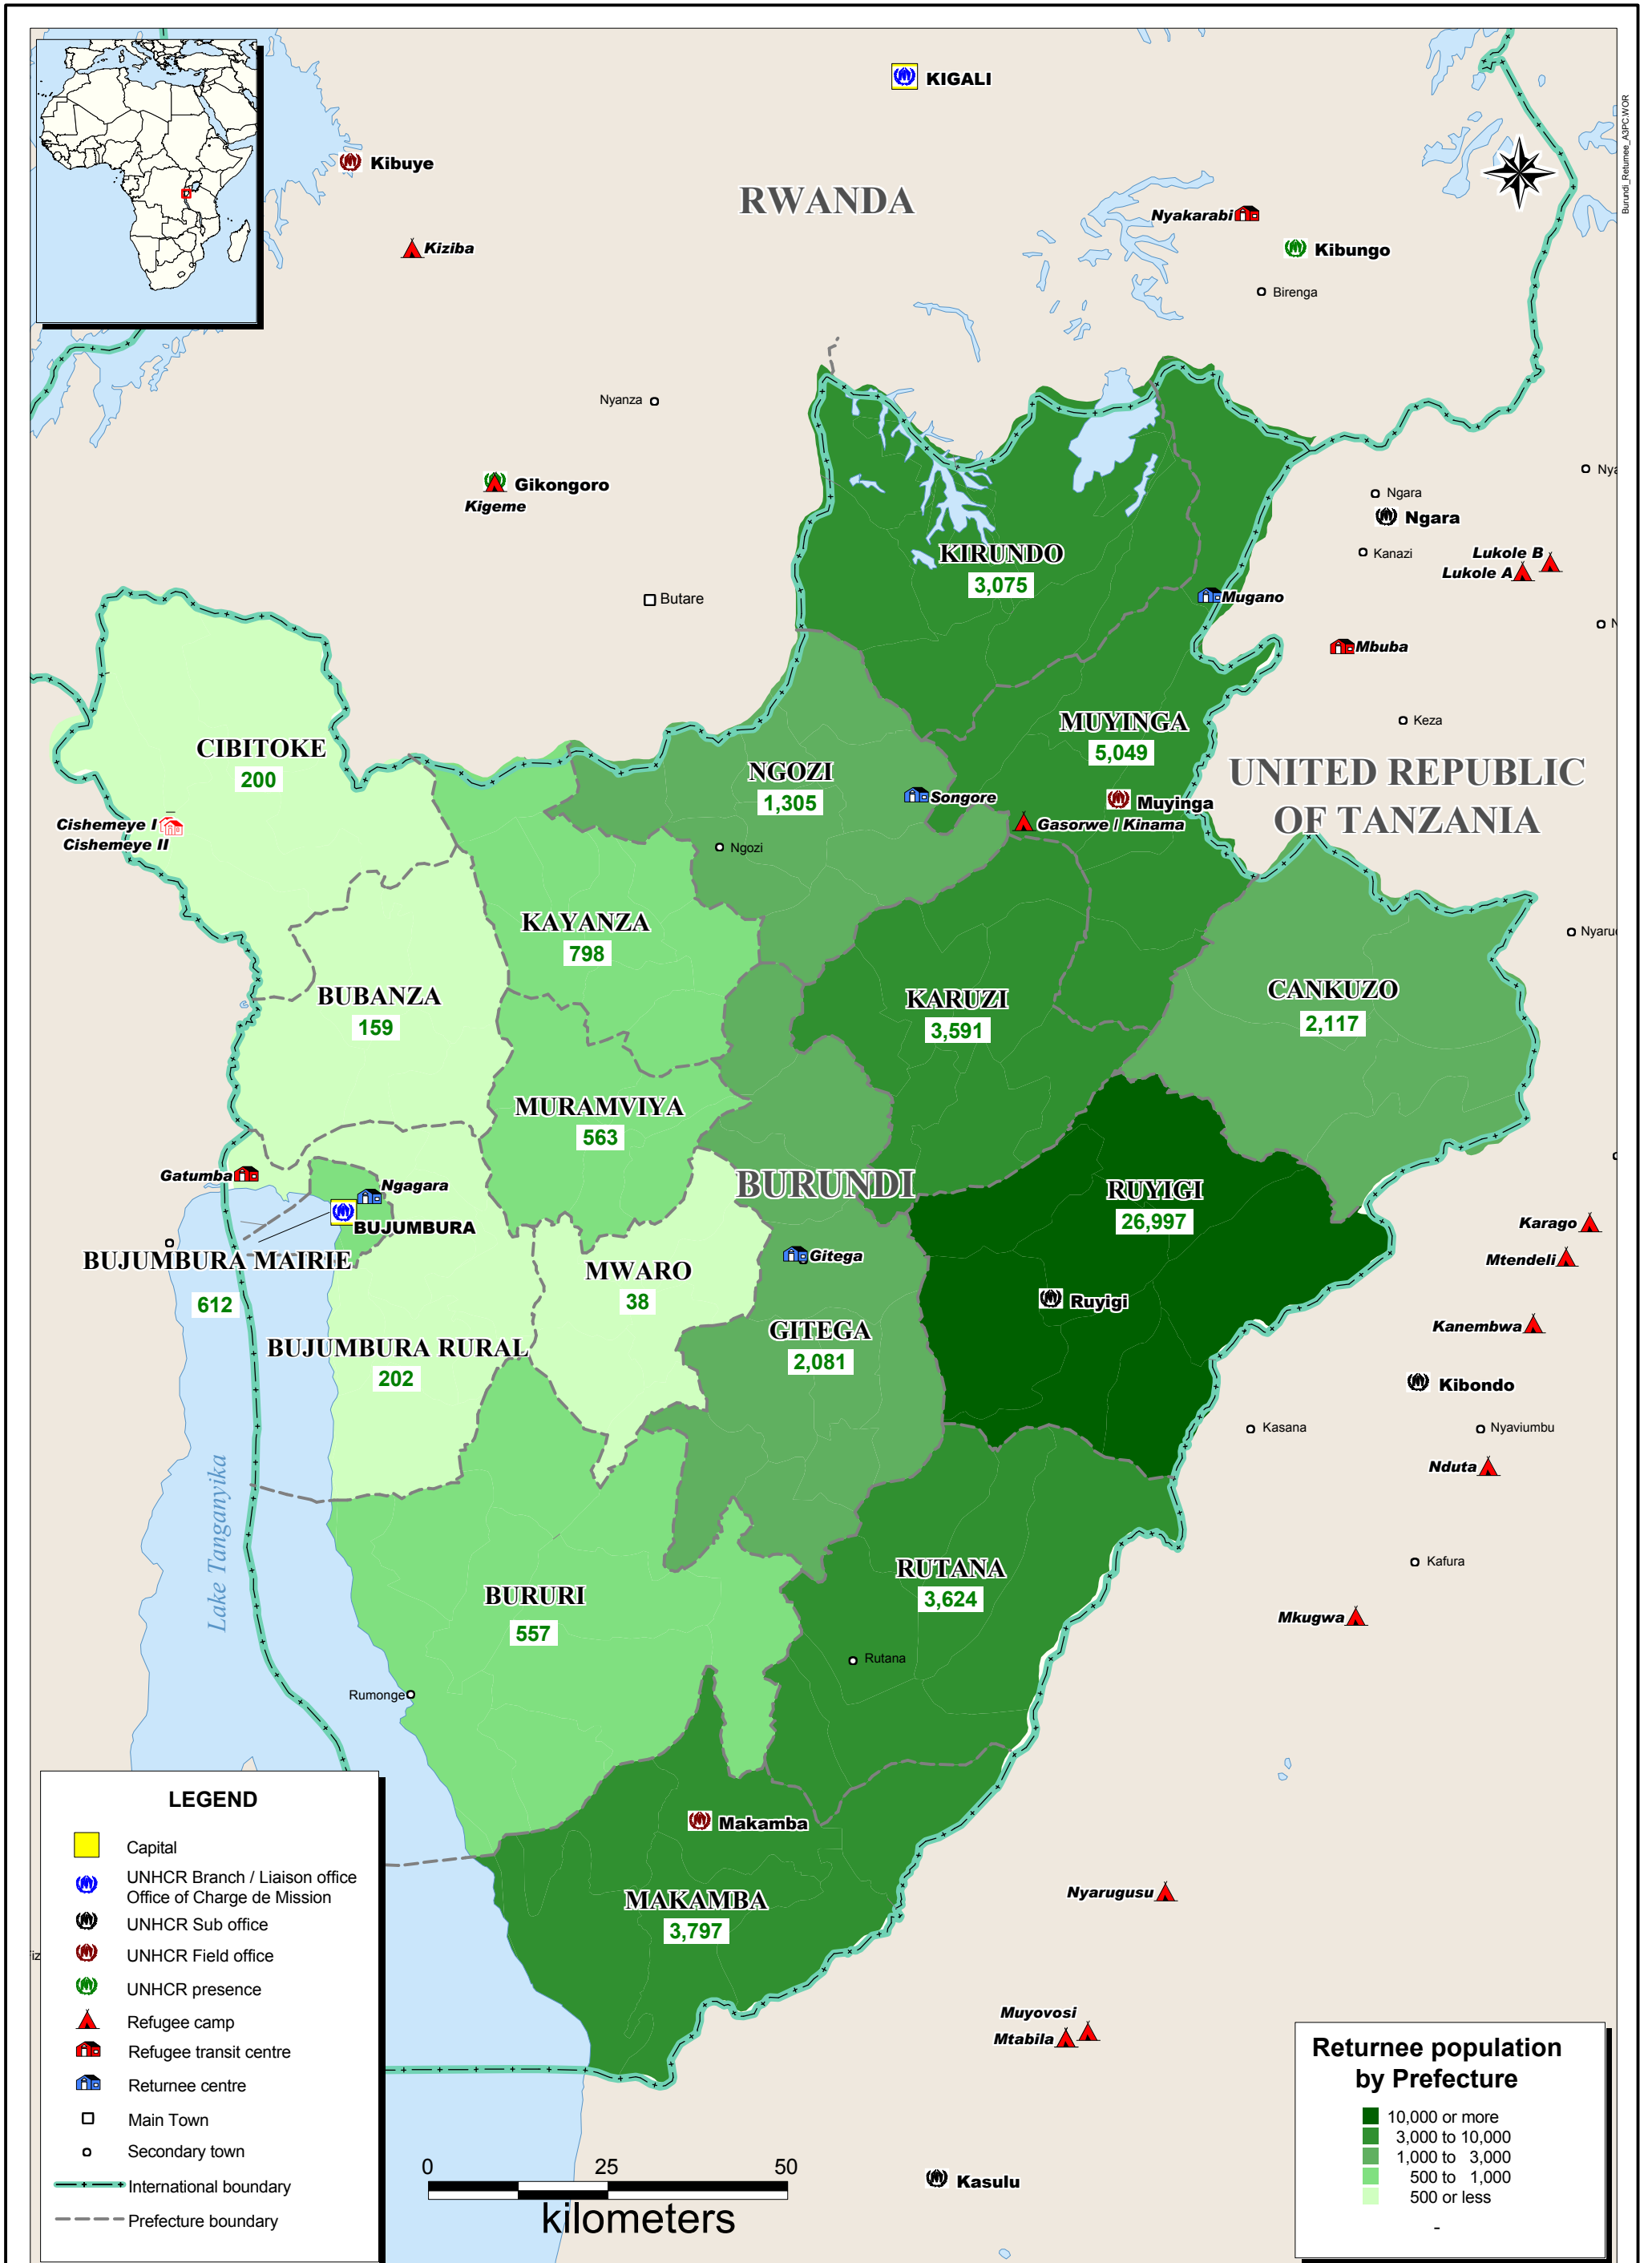 KIGALI
Burundi_Returnee_A3PC.WOR
Kibuye
RWANDA
Nyakarabi
Kiziba
Kibungo
Birenga
Nyanza
Gikongoro
Kigeme
Ngara
Ngara
KIRUNDO
3,075
Kanazi
Lukole B
Lukole A
Butare
Mugano
Mbuba
MUYINGA
5,049
Keza
CIBITOKE
200
NGOZI
1,305
UNITED REPUBLIC
OF TANZANIA
Songore
Muyinga
Cishemeye I
Cishemeye II
Gasorwe / Kinama
Ngozi
KAYANZA
798
BUBANZA
159
KARUZI
3,591
CANKUZO
2,117
MURAMVIYA
563
Gatumba
Ngagara
BURUNDI
RUYIGI
26,997
BUJUMBURA
Karago
BUJUMBURA MAIRIE
612
Gitega
Mtendeli
MWARO
38
Ruyigi
Kanembwa
GITEGA
2,081
BUJUMBURA RURAL
202
Kibondo
Kasana
Nyaviumbu
Nduta
Lake Tanganyika
Kafura
RUTANA
3,624
BURURI
557
Mkugwa
Rutana
Rumonge
Makamba
MAKAMBA
3,797
Nyarugusu
Muyovosi
Mtabila
Kasulu
LEGEND
Capital
UNHCR Branch / Liaison office
Office of Charge de Mission
UNHCR Sub office
UNHCR Field office
UNHCR presence
Refugee camp
Refugee transit centre
Returnee centre
Main Town
Secondary town
International boundary
Prefecture boundary
0 25 50
kilometers
Returnee population
by Prefecture
10,000 or more
3,000 to 10,000
1,000 to 3,000
500 to 1,000
500 or less
-